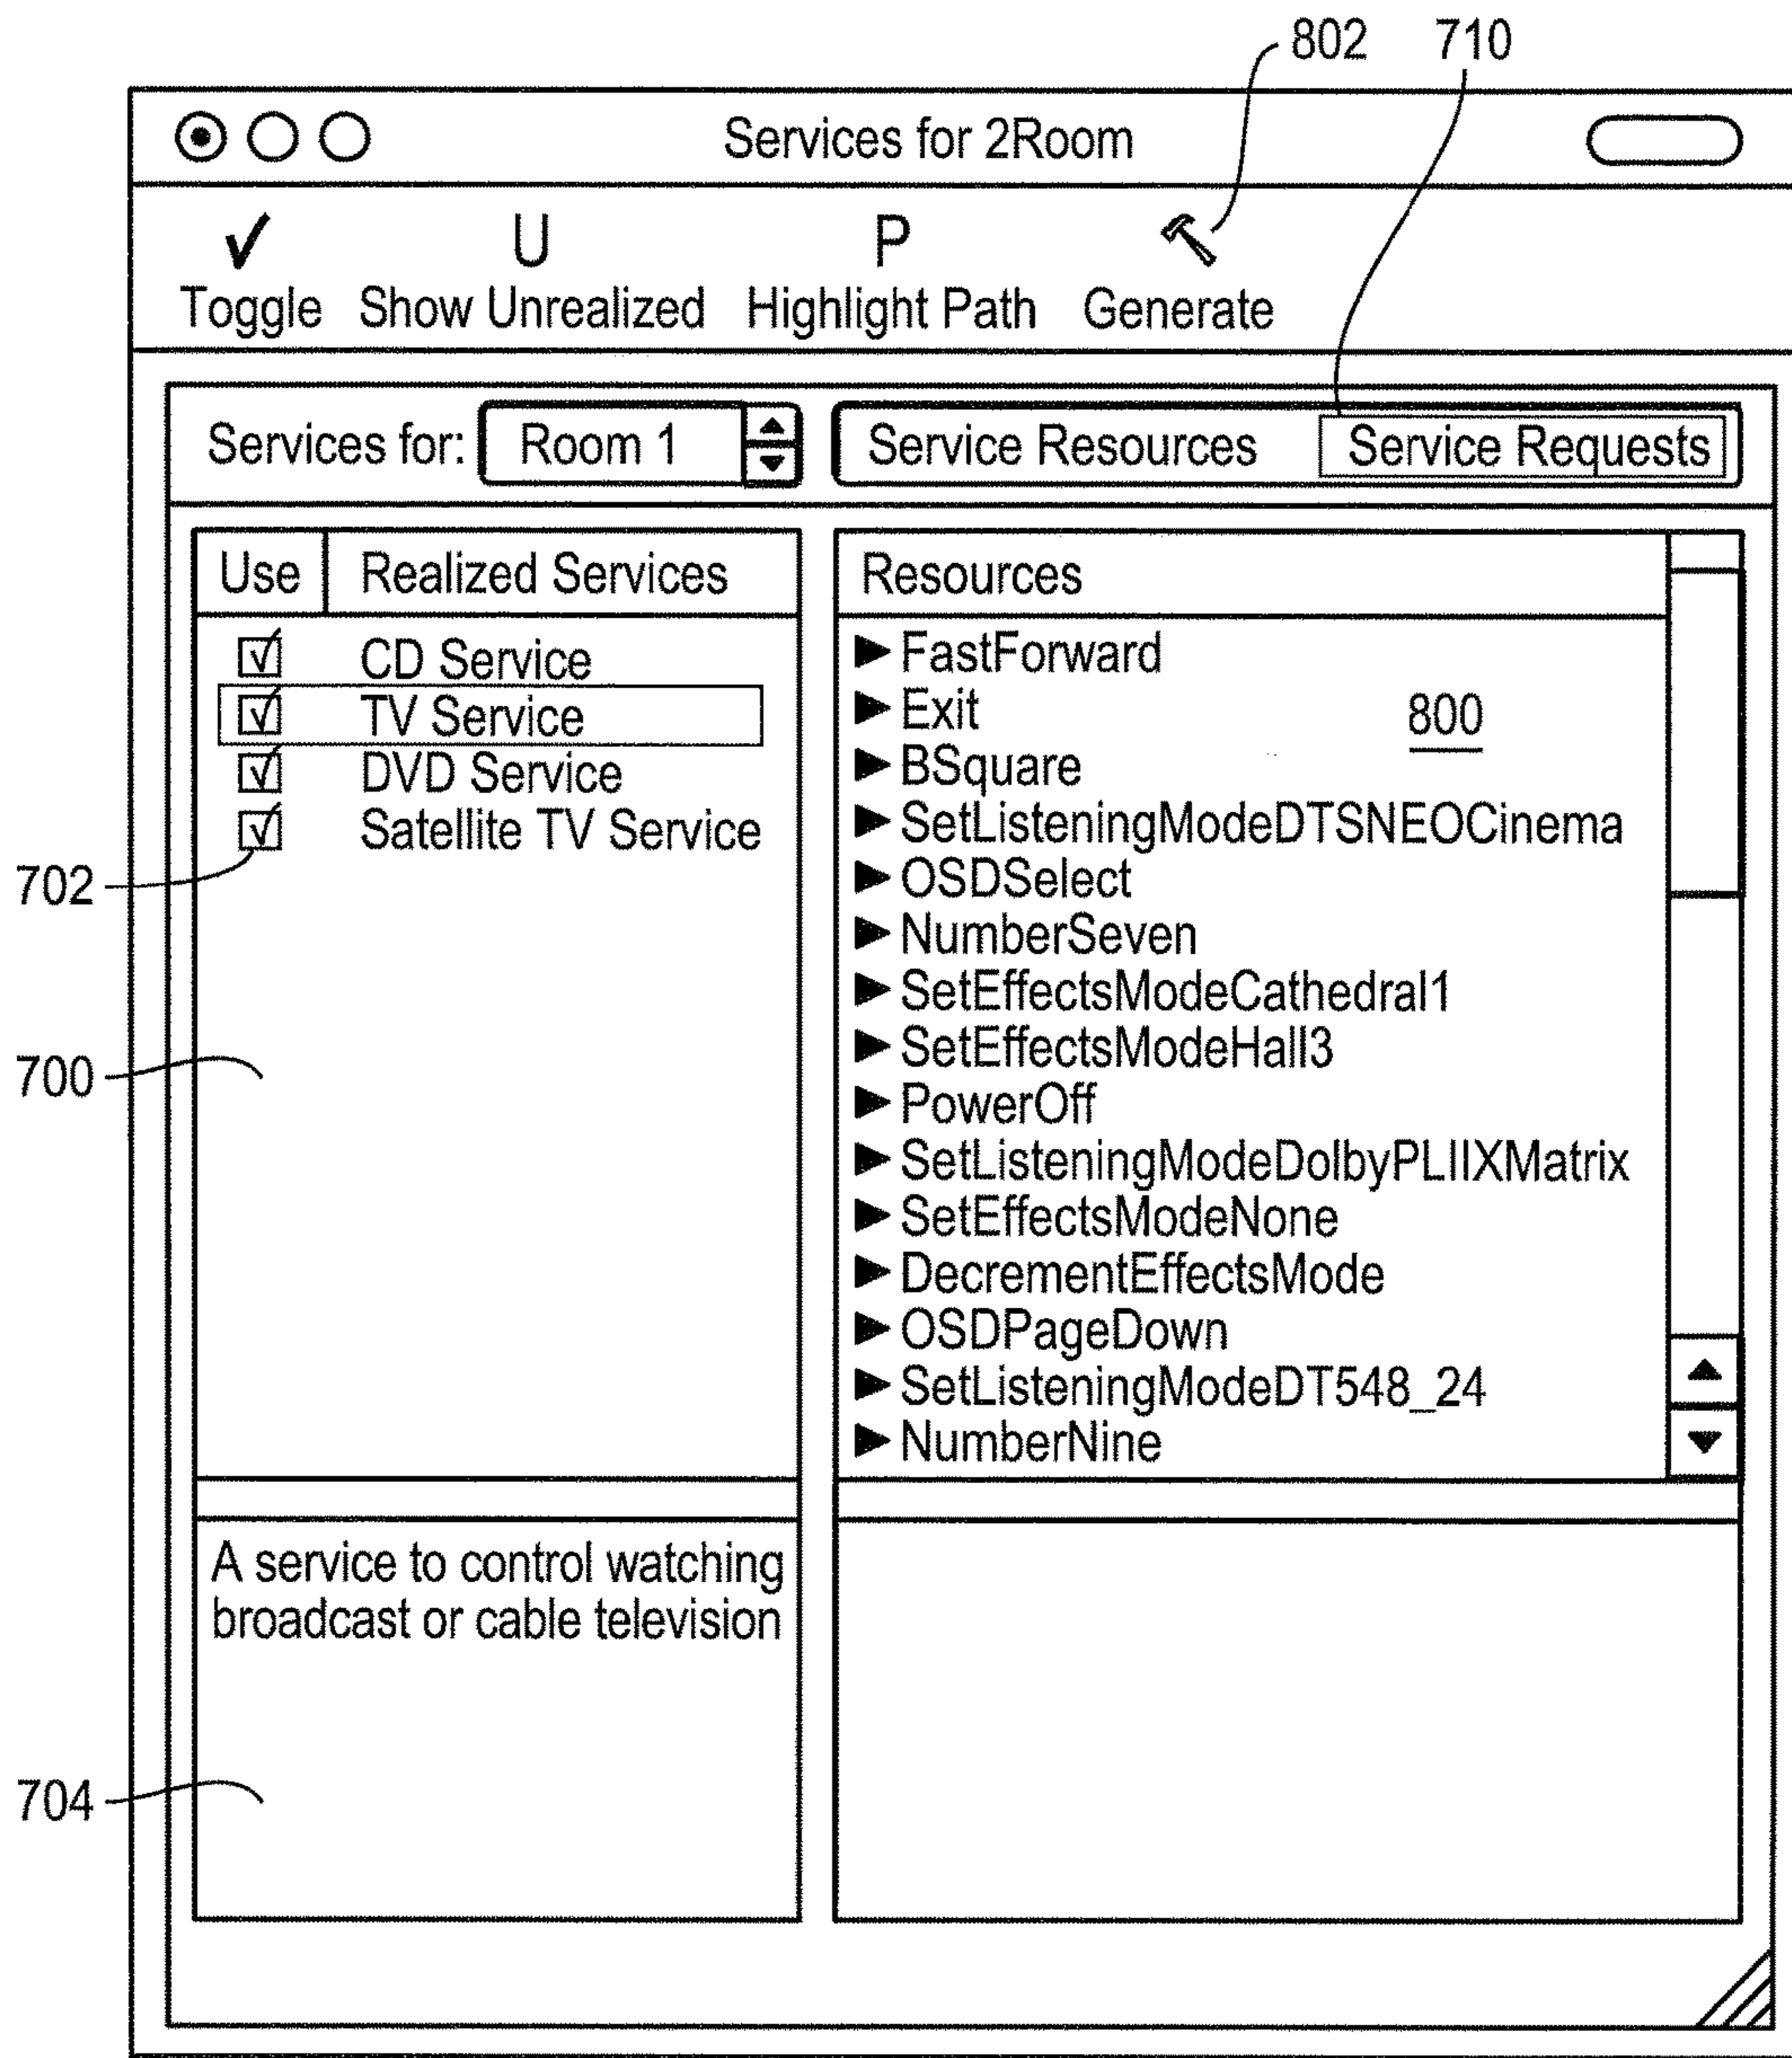 802 710
Services for 2Room
U P
Toggle Show Unrealized Highlight Path Generate
Services for: Room 1 Service Resources Service Requests
Use Realized Services
CD Service
TV Service
DVD Service
Satellite TV Service
702
700
Resources
FastForward
Exit
800
BSquare
SetListeningModeDTSNEOCinema
OSDSelect
NumberSeven
SetEffectsModeCathedral1
SetEffectsModeHall3
PowerOff
SetListeningModeDolbyPLIIXMatrix
SetEffectsModeNone
DecrementEffectsMode
OSDPageDown
SetListeningModeDT548_24
NumberNine
A service to control watching
broadcast or cable television
704